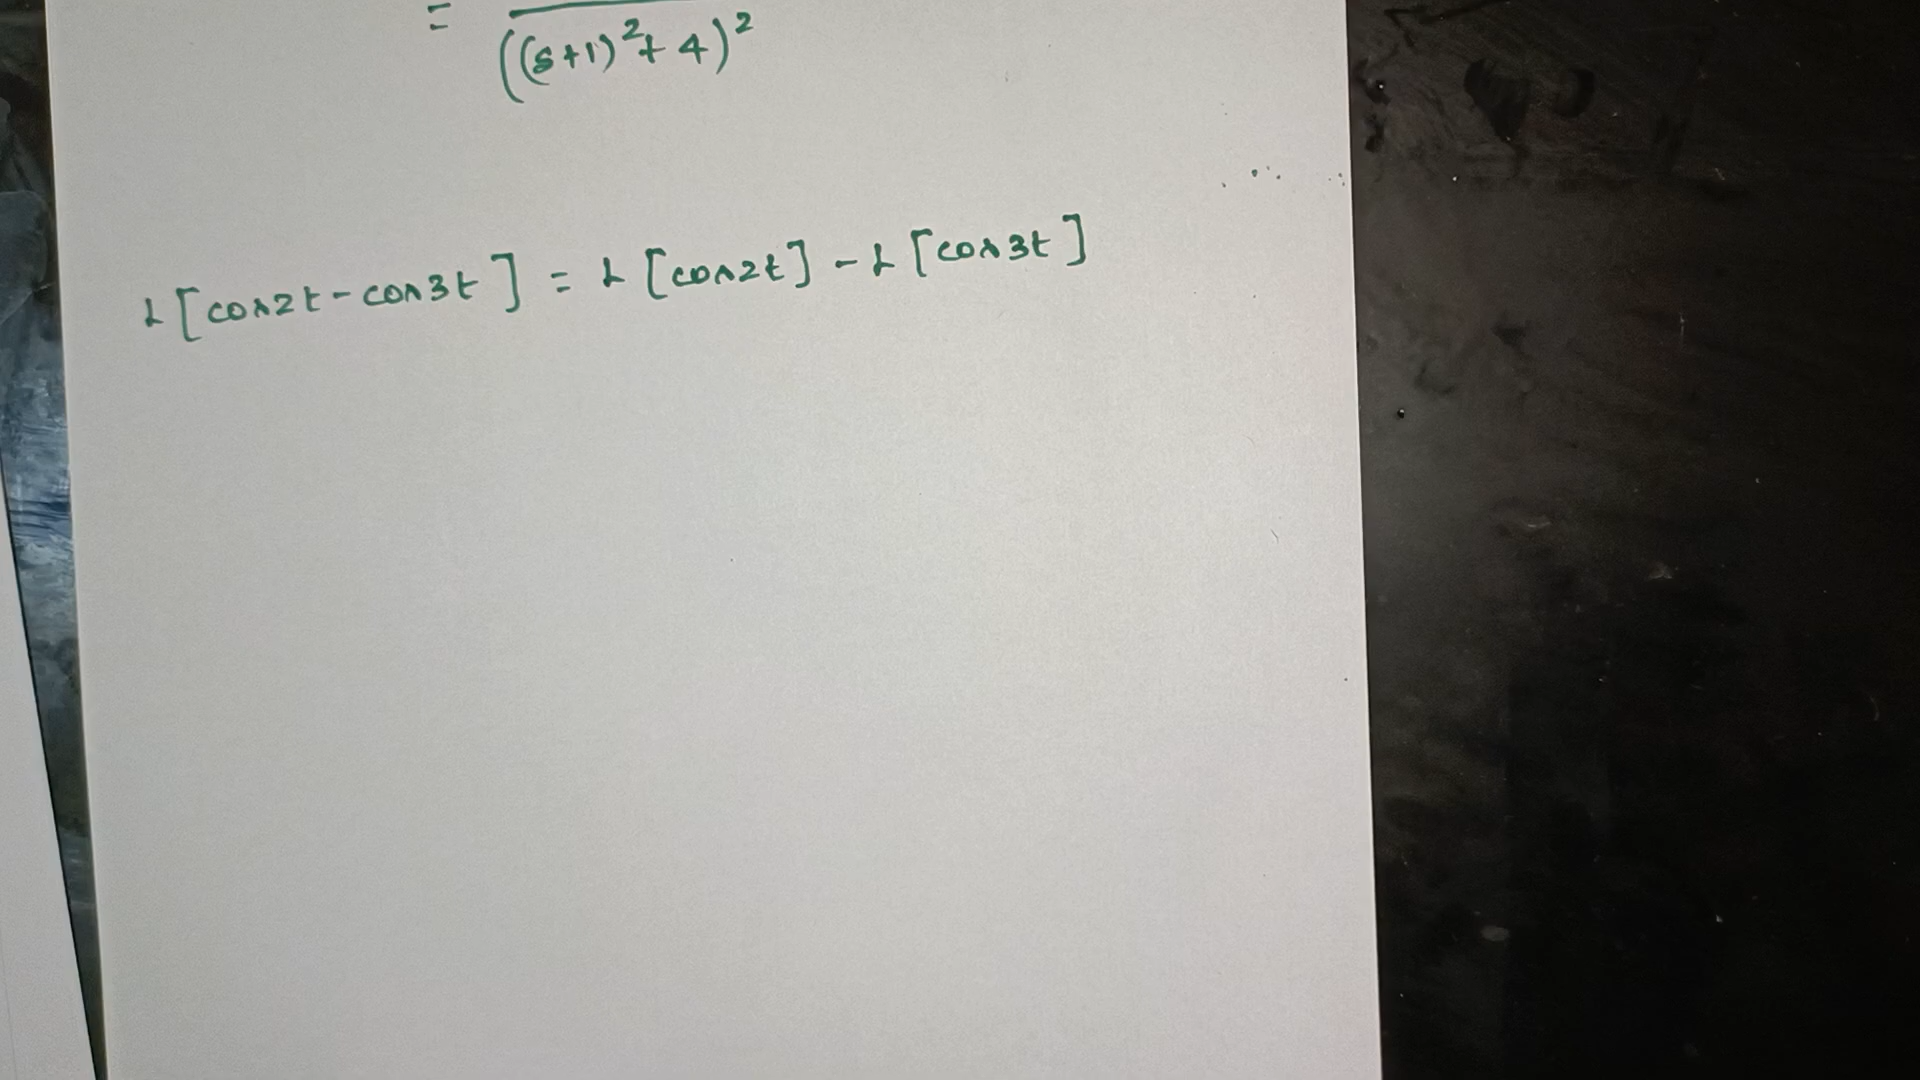 = ((s+1)²+ 4)²
L[cos2t-cos3t] = L[cos2t] - L[cos3t]